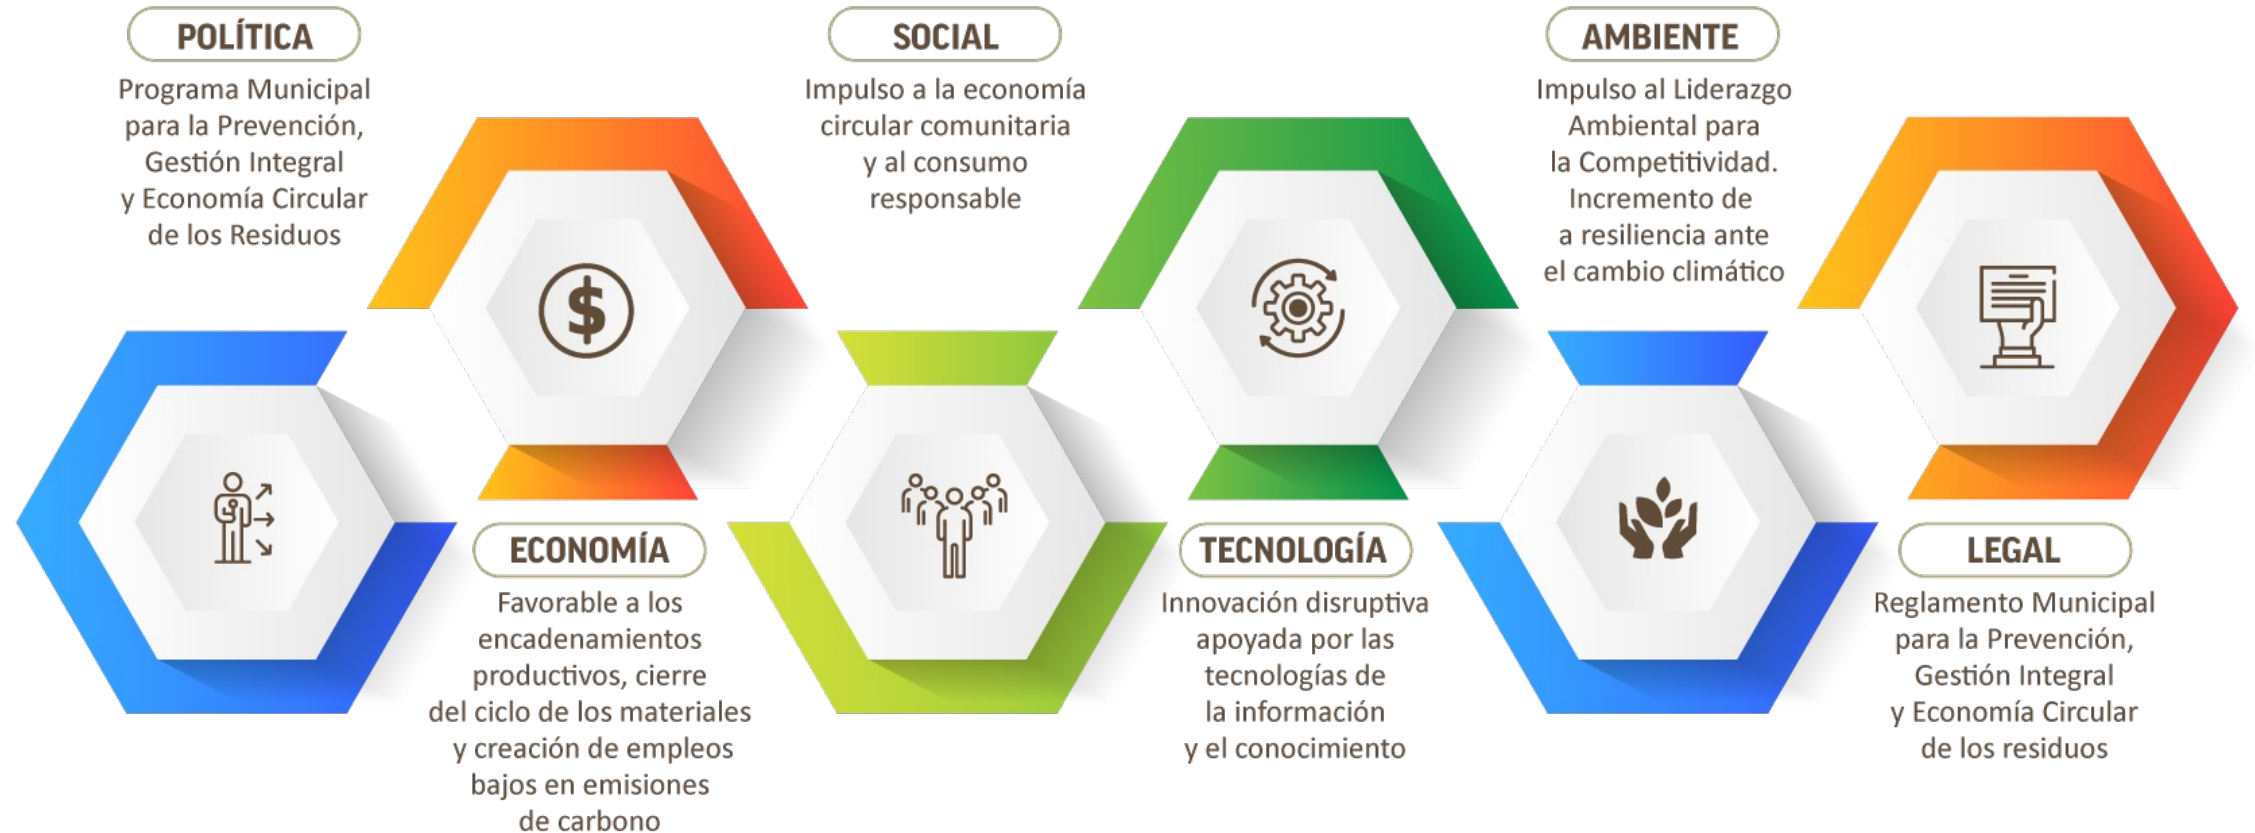 POLÍTICA
Programa Municipal
para la Prevención,
Gestión Integral
y Economía Circular
de los Residuos
$
ECONOMÍA
Favorable a los
encadenamientos
productivos, cierre
del ciclo de los materiales
y creación de empleos
bajos en emisiones
de carbono
SOCIAL
Impulso a la economía
circular comunitaria
y al consumo
responsable
TECNOLOGÍA
Innovación disruptiva
apoyada por las
tecnologías de
la información
y el conocimiento
AMBIENTE
Impulso al Liderazgo
Ambiental para
la Competitividad.
Incremento de
a resiliencia ante
el cambio climático
LEGAL
Reglamento Municipal
para la Prevención,
Gestión Integral
y Economía Circular
de los residuos